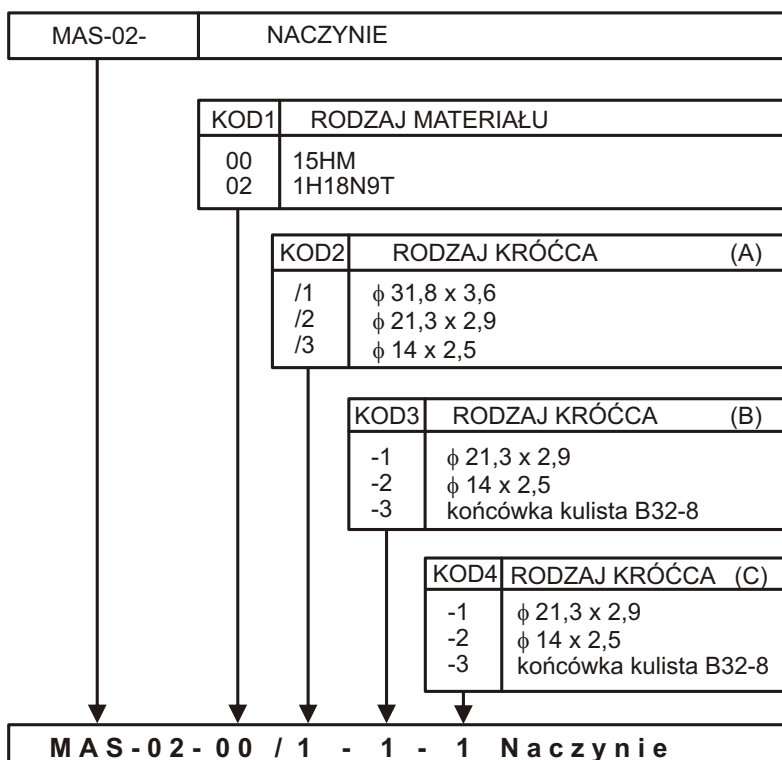 MAS-02- NACZYNIE
KOD1 RODZAJ MATERIAŁU
00 15HM
02 1H18N9T
KOD2 RODZAJ KRÓĆCA (A)
/1 ϕ 31,8 x 3,6
/2 ϕ 21,3 x 2,9
/3 ϕ 14 x 2,5
KOD3 RODZAJ KRÓĆCA (B)
-1 ϕ 21,3 x 2,9
-2 ϕ 14 x 2,5
-3 końcówka kulista B32-8
KOD4 RODZAJ KRÓĆCA (C)
-1 ϕ 21,3 x 2,9
-2 ϕ 14 x 2,5
-3 końcówka kulista B32-8
MAS-02-00 /1 - 1 - 1 Naczynie